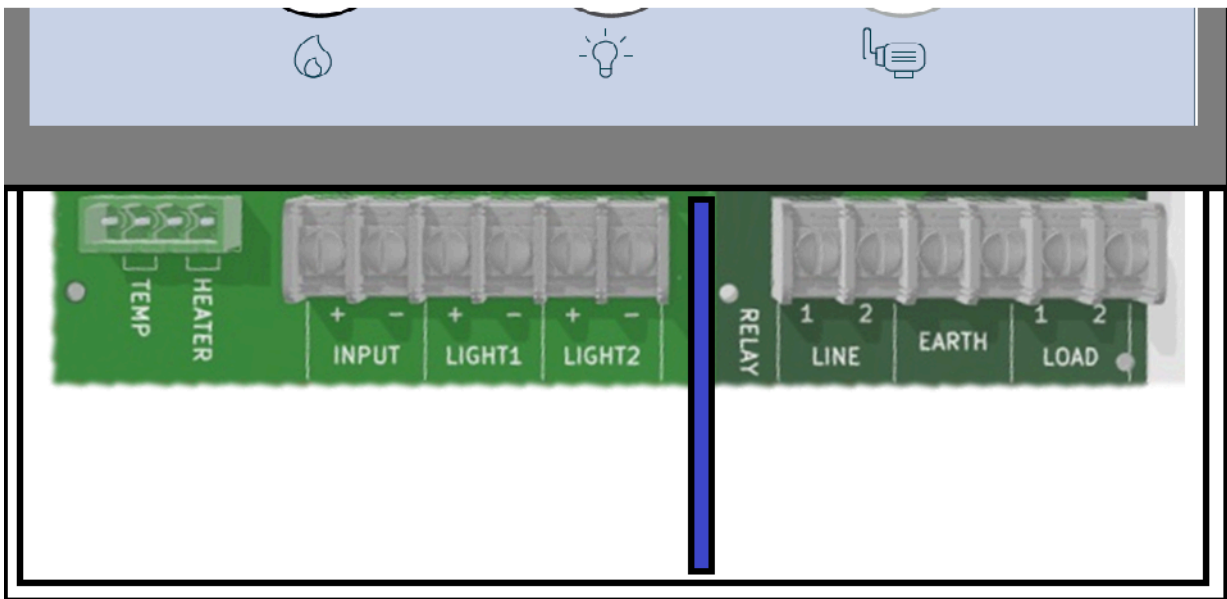 TEMP
HEATER
+ − + − + −
INPUT LIGHT1 LIGHT2
RELAY
1 2 1 2
LINE EARTH LOAD